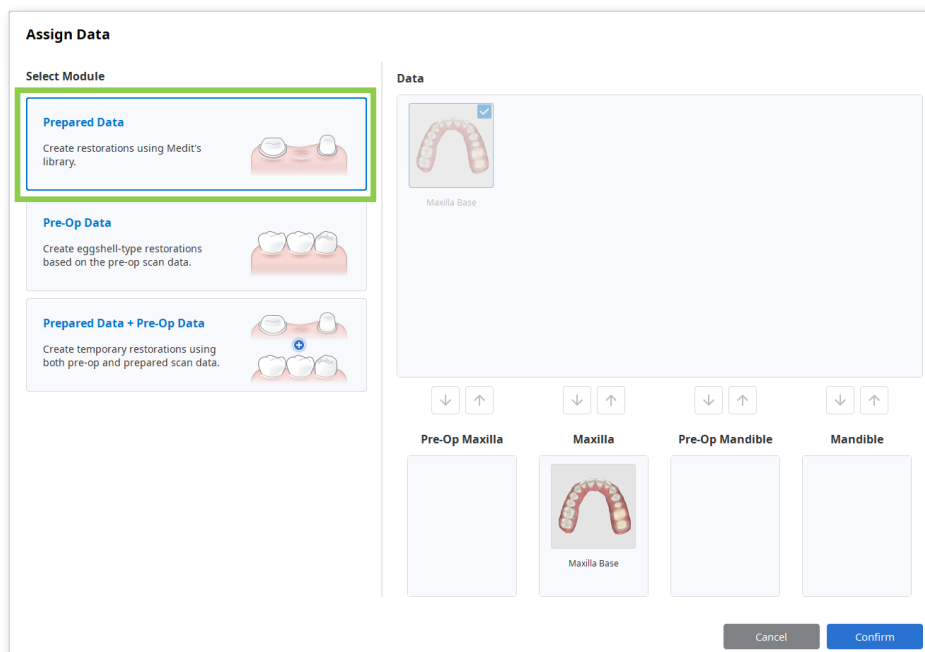 Assign Data
Select Module
Prepared Data
Create restorations using Medit's
library.
Pre-Op Data
Create eggshell-type restorations
based on the pre-op scan data.
Prepared Data + Pre-Op Data
Create temporary restorations using
both pre-op and prepared scan data.
Data
Maxilla Base
Pre-Op Maxilla
Maxilla
Pre-Op Mandible
Mandible
Maxilla Base
Cancel
Confirm